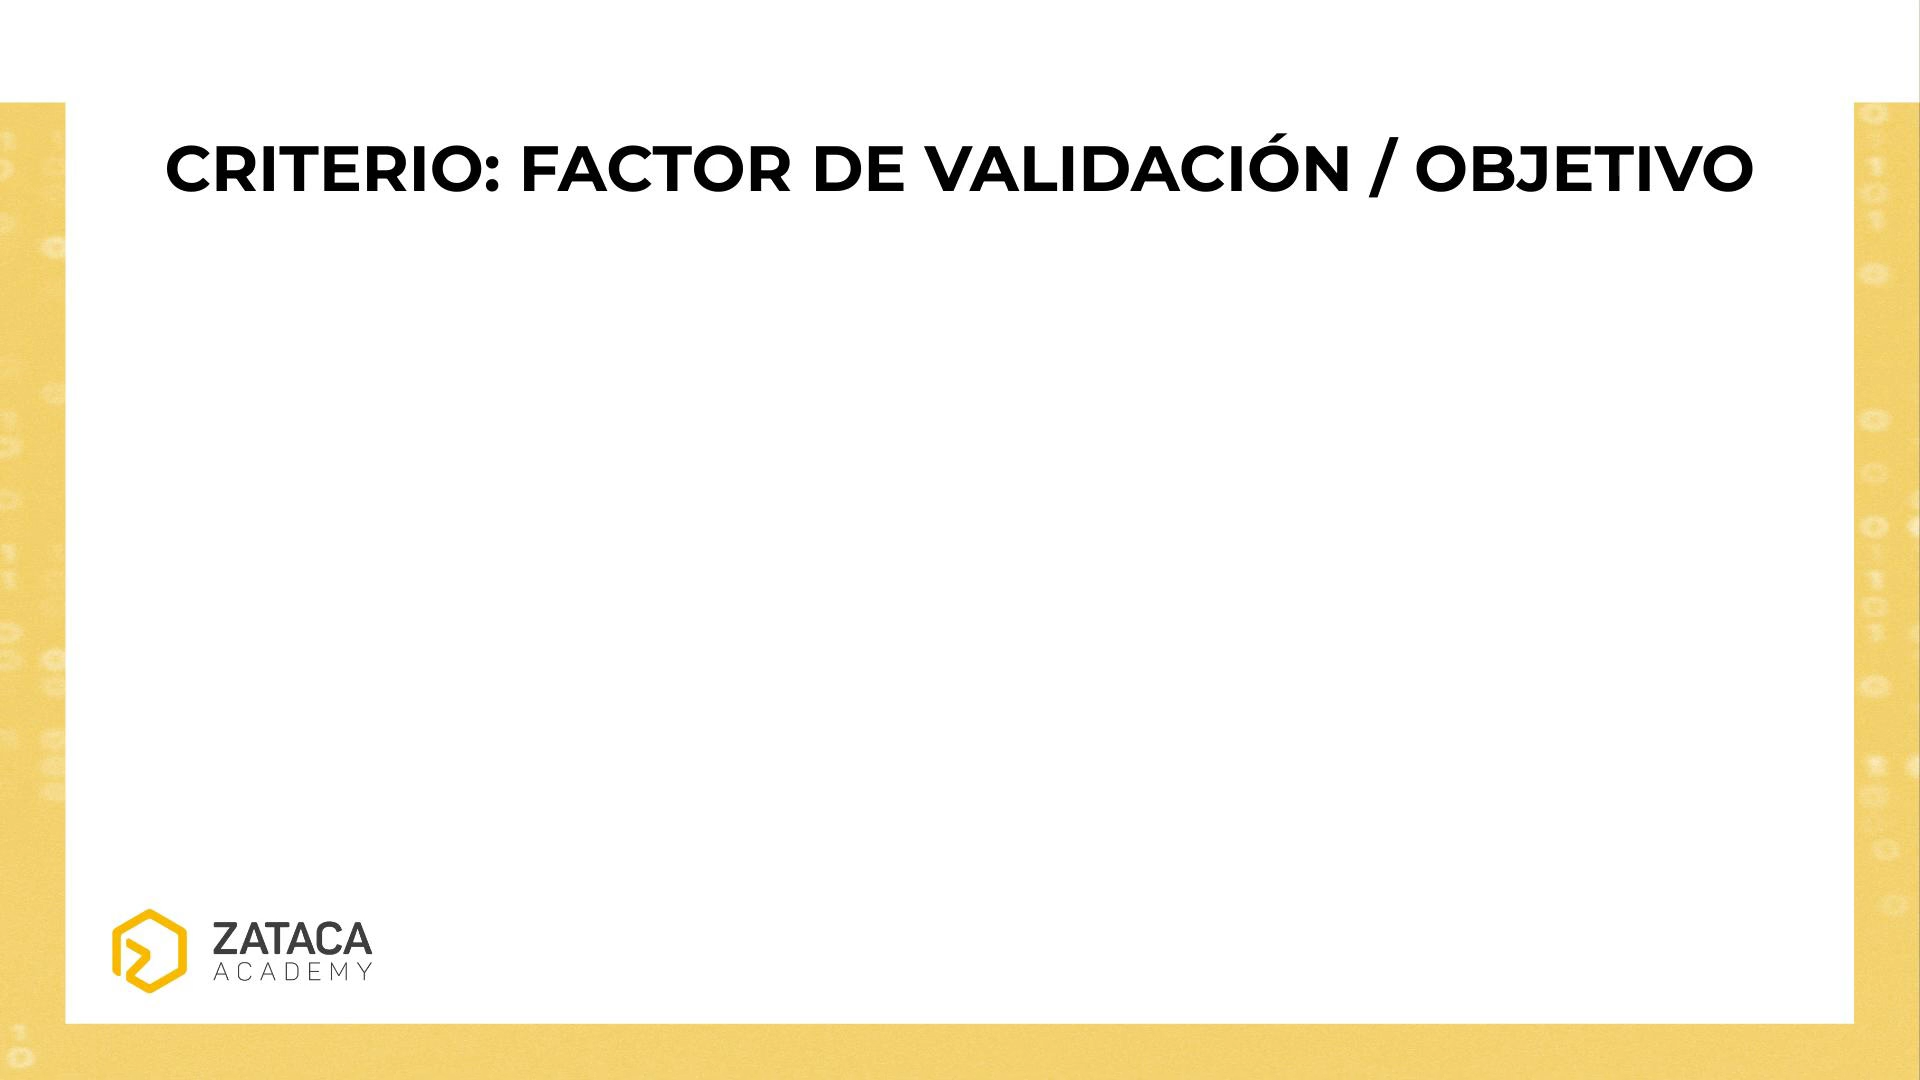 CRITERIO: FACTOR DE VALIDACIÓN / OBJETIVO
ZATACA
ACADEMY